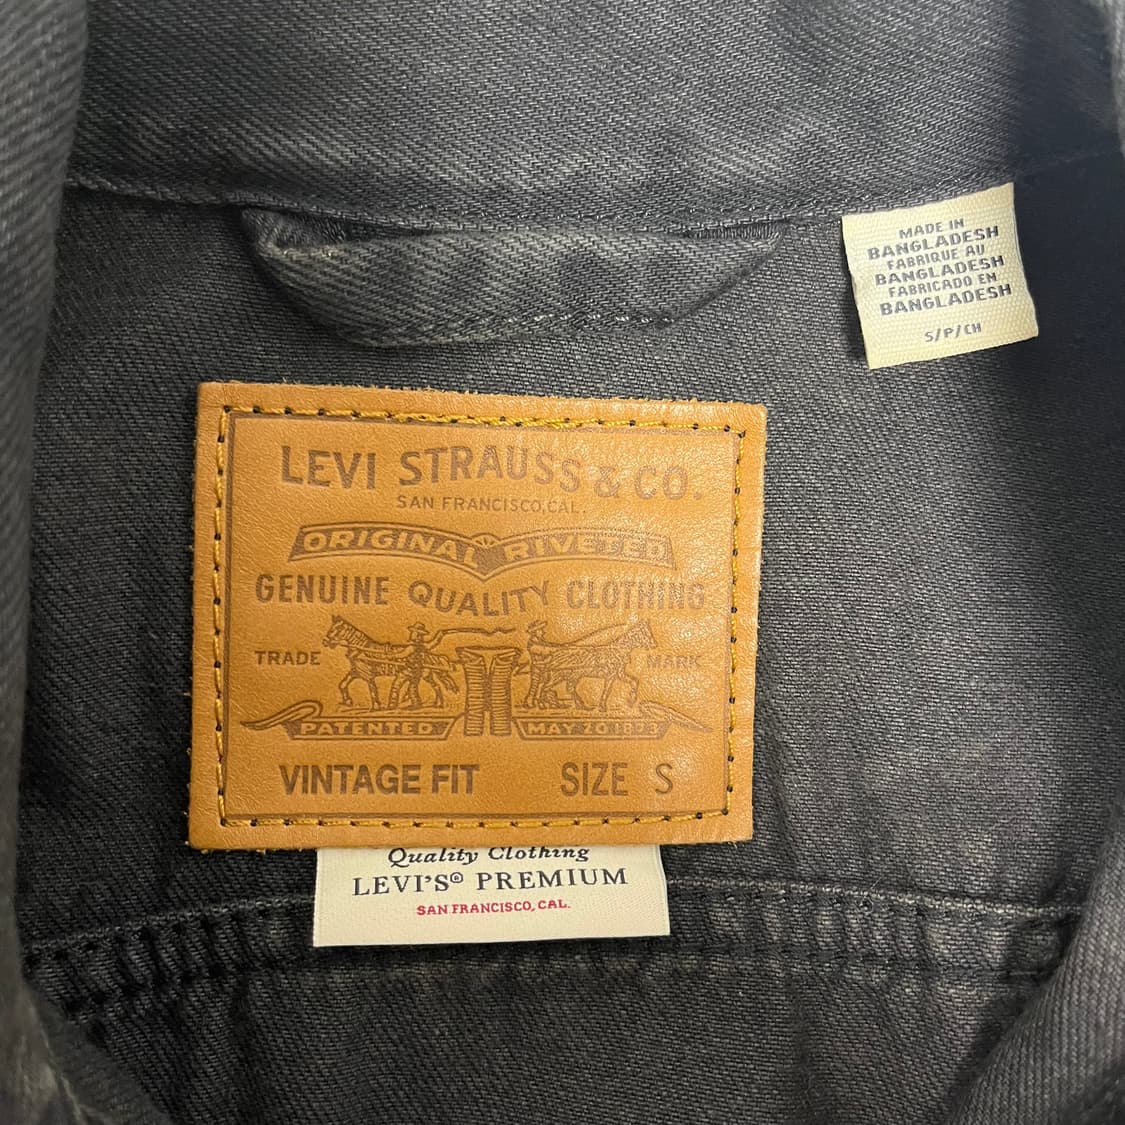 MADE IN
BANGLADESH
FABRIQUE AU
BANGLADESH
FABRICADO EN
BANGLADESH
S/P/CH
LEVI STRAUSS & CO.
SAN FRANCISCO, CAL.
ORIGINAL RIVETED
GENUINE QUALITY CLOTHING
TRADE MARK
PATENTED MAY 20 1873
VINTAGE FIT SIZE S
Quality Clothing
LEVI'S® PREMIUM
SAN FRANCISCO, CAL.